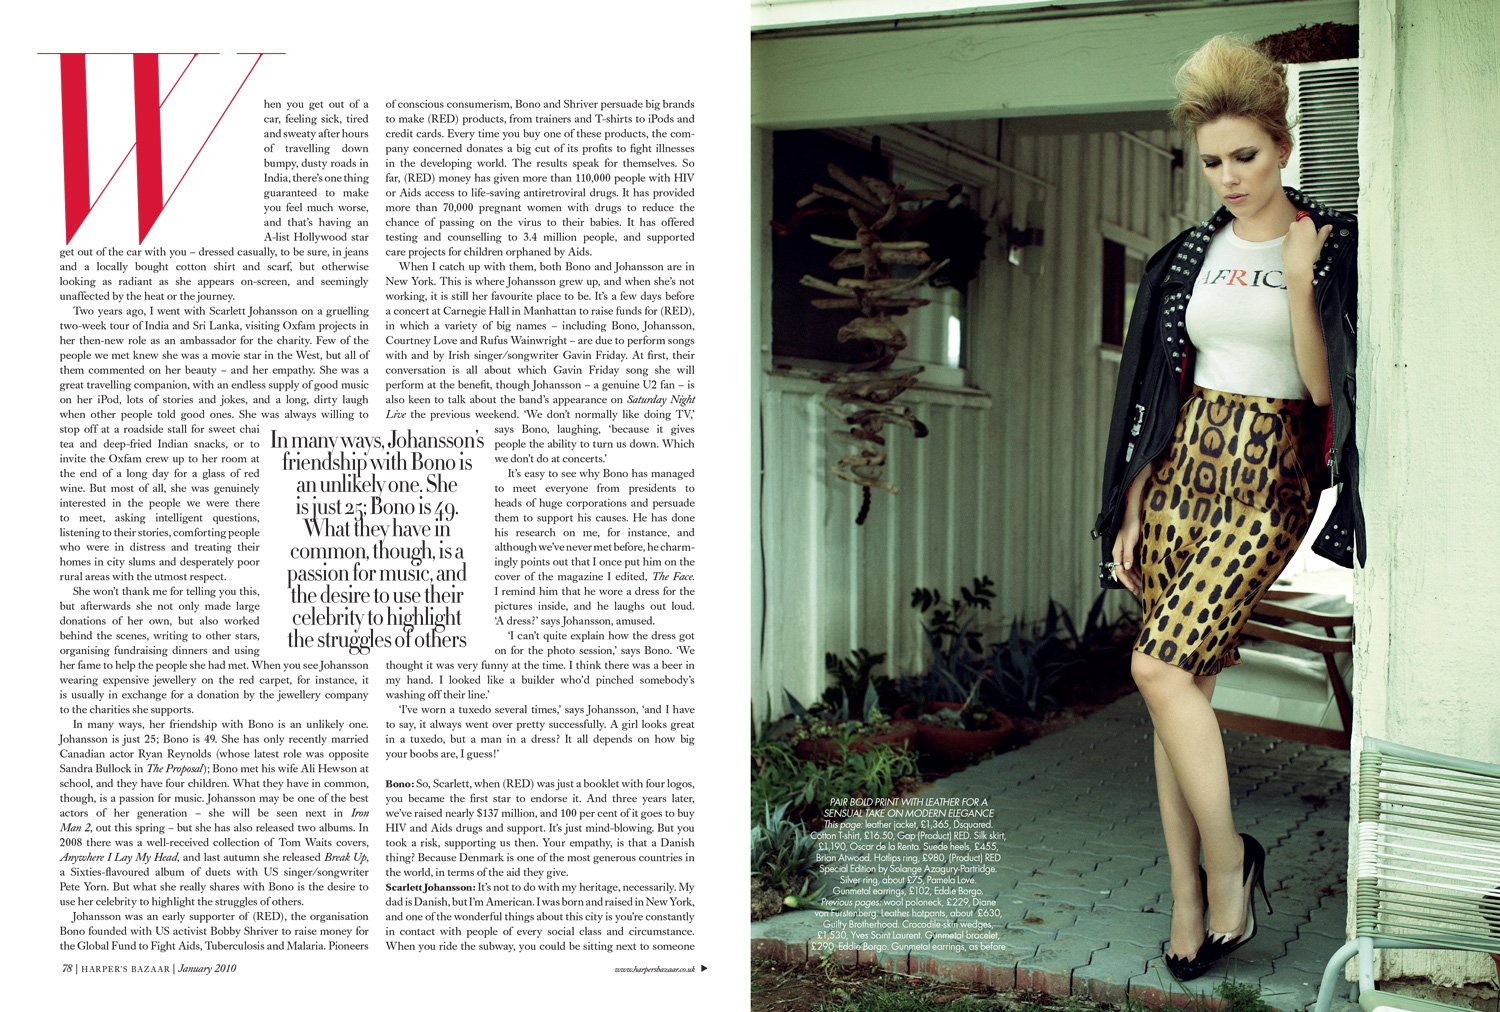 When you get out of a
car, feeling sick, tired
and sweaty after hours
of travelling down
bumpy, dusty roads in
India, there's one thing
guaranteed to make
you feel much worse,
and that's having an
A-list Hollywood star
get out of the car with you – dressed casually, to be sure, in jeans
and a locally bought cotton shirt and scarf, but otherwise
looking as radiant as she appears on-screen, and seemingly
unaffected by the heat or the journey.
Two years ago, I went with Scarlett Johansson on a gruelling
two-week tour of India and Sri Lanka, visiting Oxfam projects in
her then-new role as an ambassador for the charity. Few of the
people we met knew she was a movie star in the West, but all of
them commented on her beauty – and her empathy. She was a
great travelling companion, with an endless supply of good music
on her iPod, lots of stories and jokes, and a long, dirty laugh
when other people told good ones. She was always willing to
stop off at a roadside stall for sweet chai
tea and deep-fried Indian snacks, or to
invite the Oxfam crew up to her room at
the end of a long day for a glass of red
wine. But most of all, she was genuinely
interested in the people we were there
to meet, asking intelligent questions,
listening to their stories, comforting people
who were in distress and treating their
homes in city slums and desperately poor
rural areas with the utmost respect.
She won't thank me for telling you this,
but afterwards she not only made large
donations of her own, but also worked
behind the scenes, writing to other stars,
organising fundraising dinners and using
her fame to help the people she had met. When you see Johansson
wearing expensive jewellery on the red carpet, for instance, it
is usually in exchange for a donation by the jewellery company
to the charities she supports.
In many ways, her friendship with Bono is an unlikely one.
Johansson is just 25; Bono is 49. She has only recently married
Canadian actor Ryan Reynolds (whose latest role was opposite
Sandra Bullock in The Proposal); Bono met his wife Ali Hewson at
school, and they have four children. What they have in common,
though, is a passion for music. Johansson may be one of the best
actors of her generation – she will be seen next in Iron
Man 2, out this spring – but she has also released two albums. In
2008 there was a well-received collection of Tom Waits covers,
Anywhere I Lay My Head, and last autumn she released Break Up,
a Sixties-flavoured album of duets with US singer/songwriter
Pete Yorn. But what she really shares with Bono is the desire to
use her celebrity to highlight the struggles of others.
Johansson was an early supporter of (RED), the organisation
Bono founded with US activist Bobby Shriver to raise money for
the Global Fund to Fight Aids, Tuberculosis and Malaria. Pioneers
In many ways, Johansson's
friendship with Bono is
an unlikely one. She
is just 25; Bono is 49.
What they have in
common, though, is a
passion for music, and
the desire to use their
celebrity to highlight
the struggles of others
of conscious consumerism, Bono and Shriver persuade big brands
to make (RED) products, from trainers and T-shirts to iPods and
credit cards. Every time you buy one of these products, the com-
pany concerned donates a big cut of its profits to fight illnesses
in the developing world. The results speak for themselves. So
far, (RED) money has given more than 110,000 people with HIV
or Aids access to life-saving antiretroviral drugs. It has provided
more than 70,000 pregnant women with drugs to reduce the
chance of passing on the virus to their babies. It has offered
testing and counselling to 3.4 million people, and supported
care projects for children orphaned by Aids.
When I catch up with them, both Bono and Johansson are in
New York. This is where Johansson grew up, and when she's not
working, it is still her favourite place to be. It's a few days before
a concert at Carnegie Hall in Manhattan to raise funds for (RED),
in which a variety of big names – including Bono, Johansson,
Courtney Love and Rufus Wainwright – are due to perform songs
with and by Irish singer/songwriter Gavin Friday. At first, their
conversation is all about which Gavin Friday song she will
perform at the benefit, though Johansson – a genuine U2 fan – is
also keen to talk about the band's appearance on Saturday Night
Live the previous weekend. 'We don't normally like doing TV,'
says Bono, laughing, 'because it gives
people the ability to turn us down. Which
we don't do at concerts.'
It's easy to see why Bono has managed
to meet everyone from presidents to
heads of huge corporations and persuade
them to support his causes. He has done
his research on me, for instance, and
although we've never met before, he charm-
ingly points out that I once put him on the
cover of the magazine I edited, The Face.
I remind him that he wore a dress for the
pictures inside, and he laughs out loud.
'A dress?' says Johansson, amused.
'I can't quite explain how the dress got
on for the photo session,' says Bono. 'We
thought it was very funny at the time. I think there was a beer in
my hand. I looked like a builder who'd pinched somebody's
washing off their line.'
'I've worn a tuxedo several times,' says Johansson, 'and I have
to say, it always went over pretty successfully. A girl looks great
in a tuxedo, but a man in a dress? It all depends on how big
your boobs are, I guess!'
Bono: So, Scarlett, when (RED) was just a booklet with four logos,
you became the first star to endorse it. And three years later,
we've raised nearly $137 million, and 100 per cent of it goes to buy
HIV and Aids drugs and support. It's just mind-blowing. But you
took a risk, supporting us then. Your empathy, is that a Danish
thing? Because Denmark is one of the most generous countries in
the world, in terms of the aid they give.
Scarlett Johansson: It's not to do with my heritage, necessarily. My
dad is Danish, but I'm American. I was born and raised in New York,
and one of the wonderful things about this city is you're constantly
in contact with people of every social class and circumstance.
When you ride the subway, you could be sitting next to someone
78 | HARPER'S BAZAAR | January 2010
www.harpersbazaar.co.uk
AFRICA
PAIR BOLD PRINT WITH LEATHER FOR A
SENSUAL TAKE ON MODERN ELEGANCE
This page: leather jacket, £1,365, Dsquared.
Cotton T-shirt, £16.50, Gap (Product) RED. Silk skirt,
£1,190, Oscar de la Renta. Suede heels, £455,
Brian Atwood. Hotlips ring, £980, (Product) RED
Special Edition by Solange Azagury-Partridge.
Silver ring, about £75, Pamela Love.
Gunmetal earrings, £102, Eddie Borgo.
Previous pages: wool poloneck, £229, Diane
von Furstenberg. Leather hotpants, about £630,
Guilty Brotherhood. Crocodile-skin wedges,
£1,530, Yves Saint Laurent. Gunmetal bracelet,
£290, Eddie Borgo. Gunmetal earrings, as before